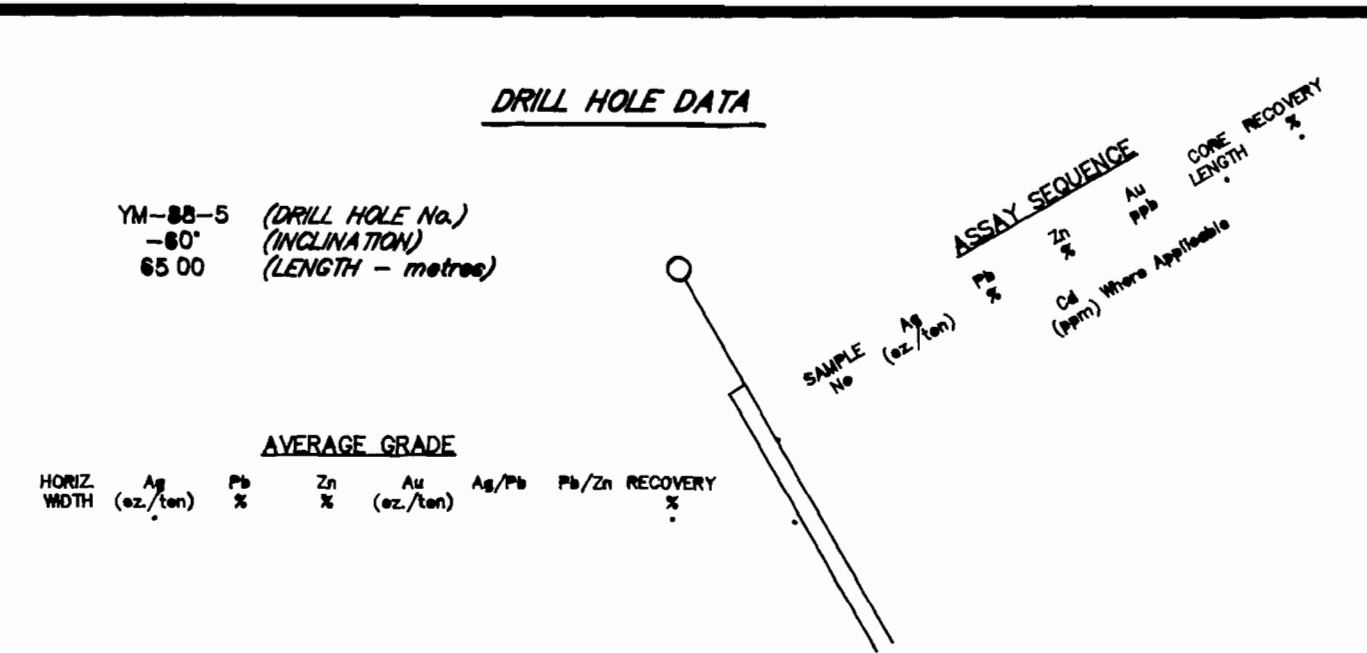 DRILL HOLE DATA
YM-88-5 (DRILL HOLE No.)
-60° (INCLINATION)
65 00 (LENGTH - metres)
ASSAY SEQUENCE
SAMPLE No Ag (oz./ton) Pb % Zn % Au ppb CORE LENGTH RECOVERY %
Cd (ppm) Where Applicable
AVERAGE GRADE
HORIZ. Ag Pb Zn Au Ag/Pb Pb/Zn RECOVERY
WIDTH (oz./ton) % % (oz./ton) %